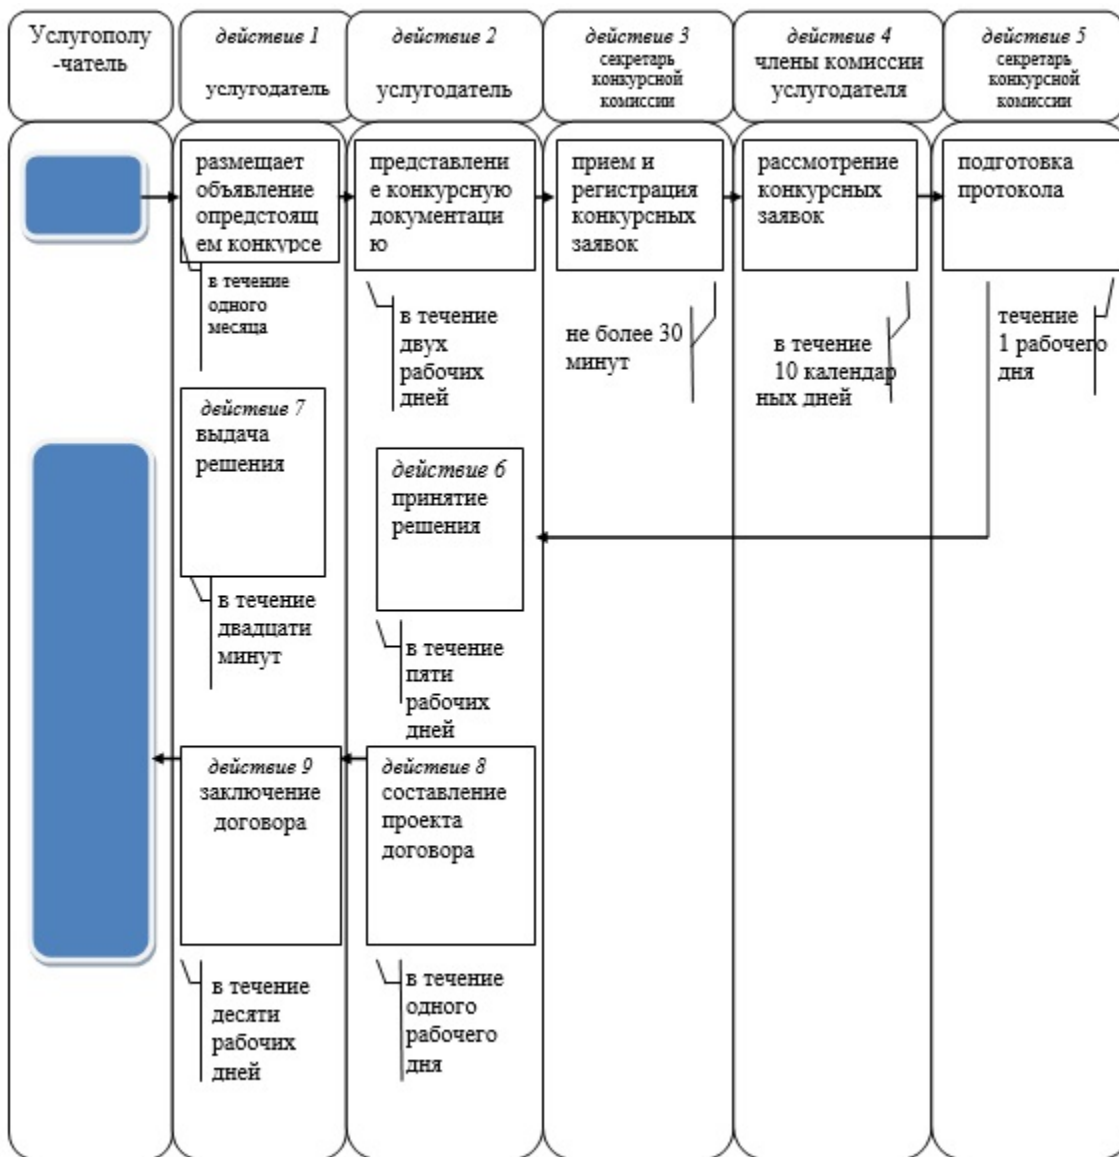 Услугополу
-чатель
действие 1
услугодатель
действие 2
услугодатель
действие 3
секретарь
конкурсной
комиссии
действие 4
члены комиссии
услугодателя
действие 5
секретарь
конкурсной
комиссии
размещает
объявление
опредстоящ
ем конкурсе
в течение
одного
месяца
представлени
е конкурсную
документаци
ю
в течение
двух
рабочих
дней
прием и
регистрация
конкурсных
заявок
не более 30
минут
рассмотрение
конкурсных
заявок
в течение
10 календар
ных дней
подготовка
протокола
течение
1 рабочего
дня
действие 7
выдача
решения
в течение
двадцати
минут
действие 6
принятие
решения
в течение
пяти
рабочих
дней
действие 9
заключение
договора
в течение
десяти
рабочих
дней
действие 8
составление
проекта
договора
в течение
одного
рабочего
дня